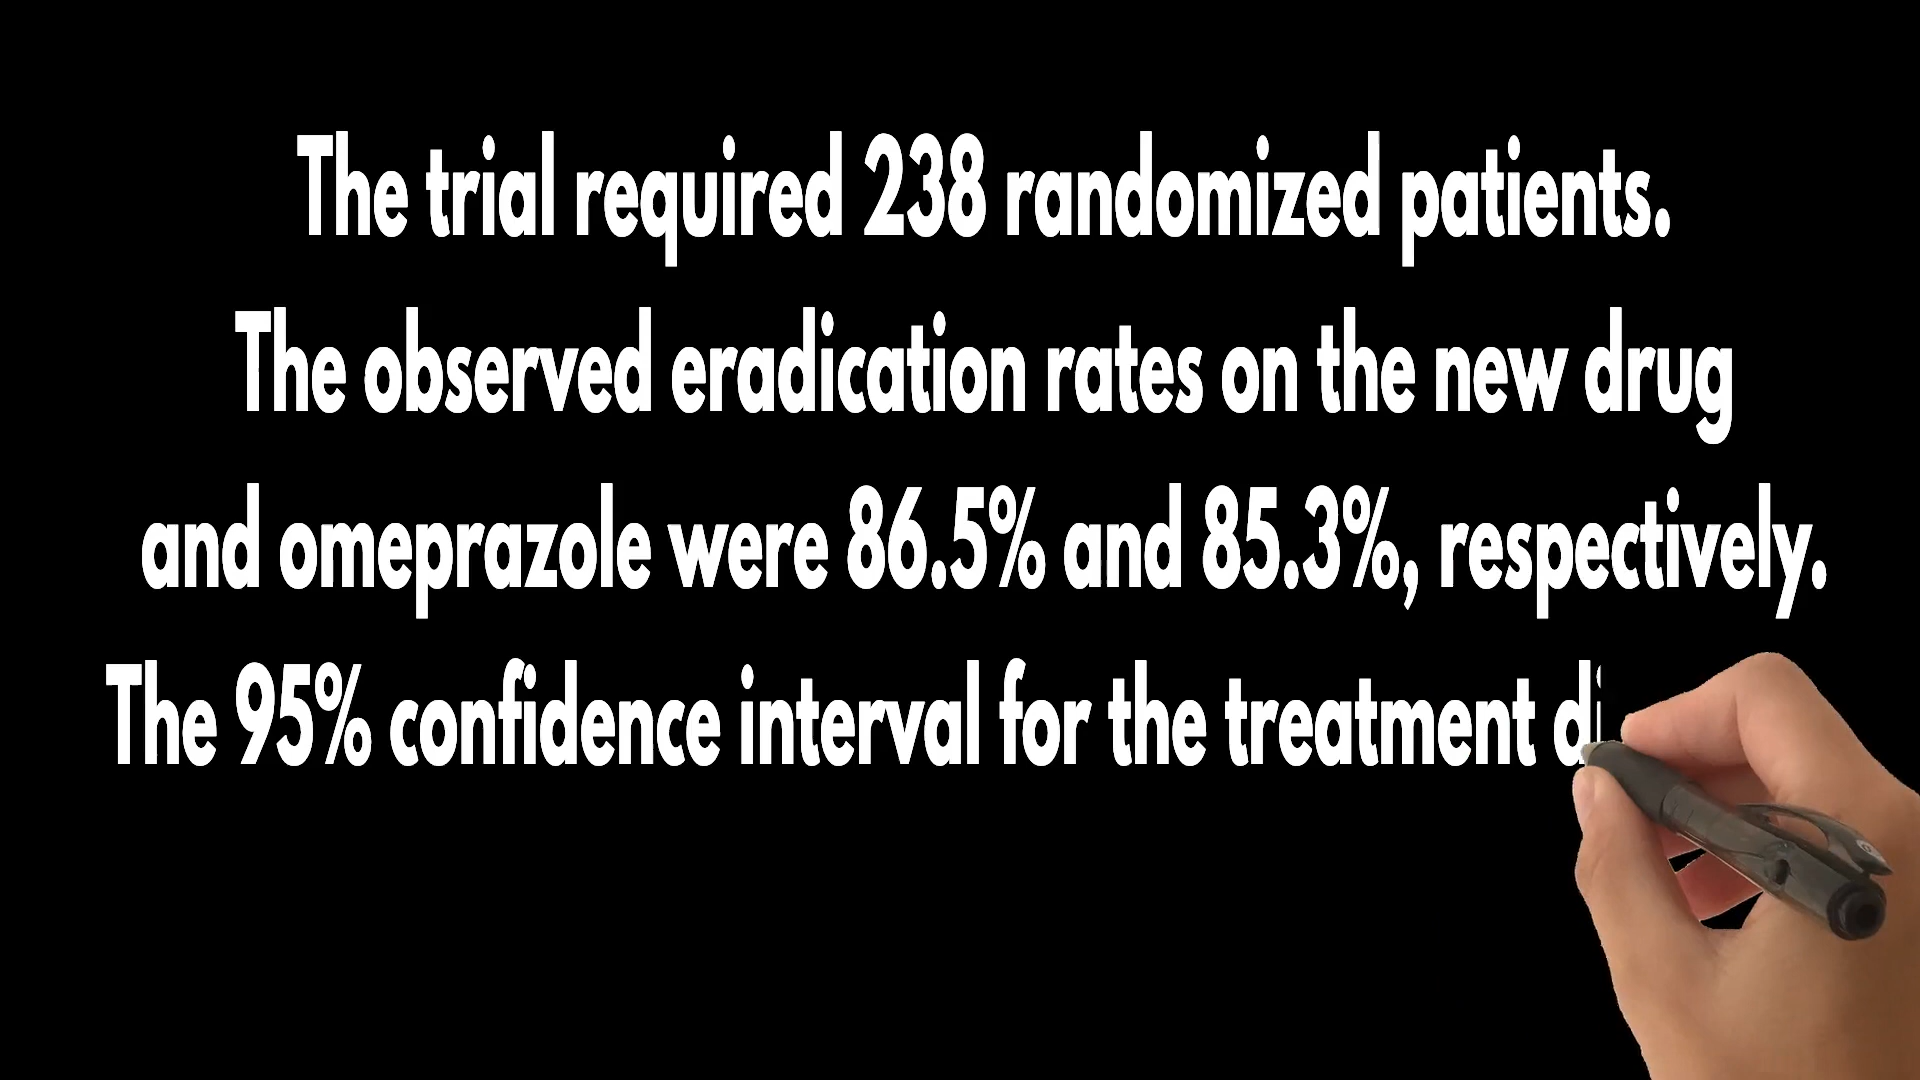 The trial required 238 randomized patients.
The observed eradication rates on the new drug
and omeprazole were 86.5% and 85.3%, respectively.
The 95% confidence interval for the treatment